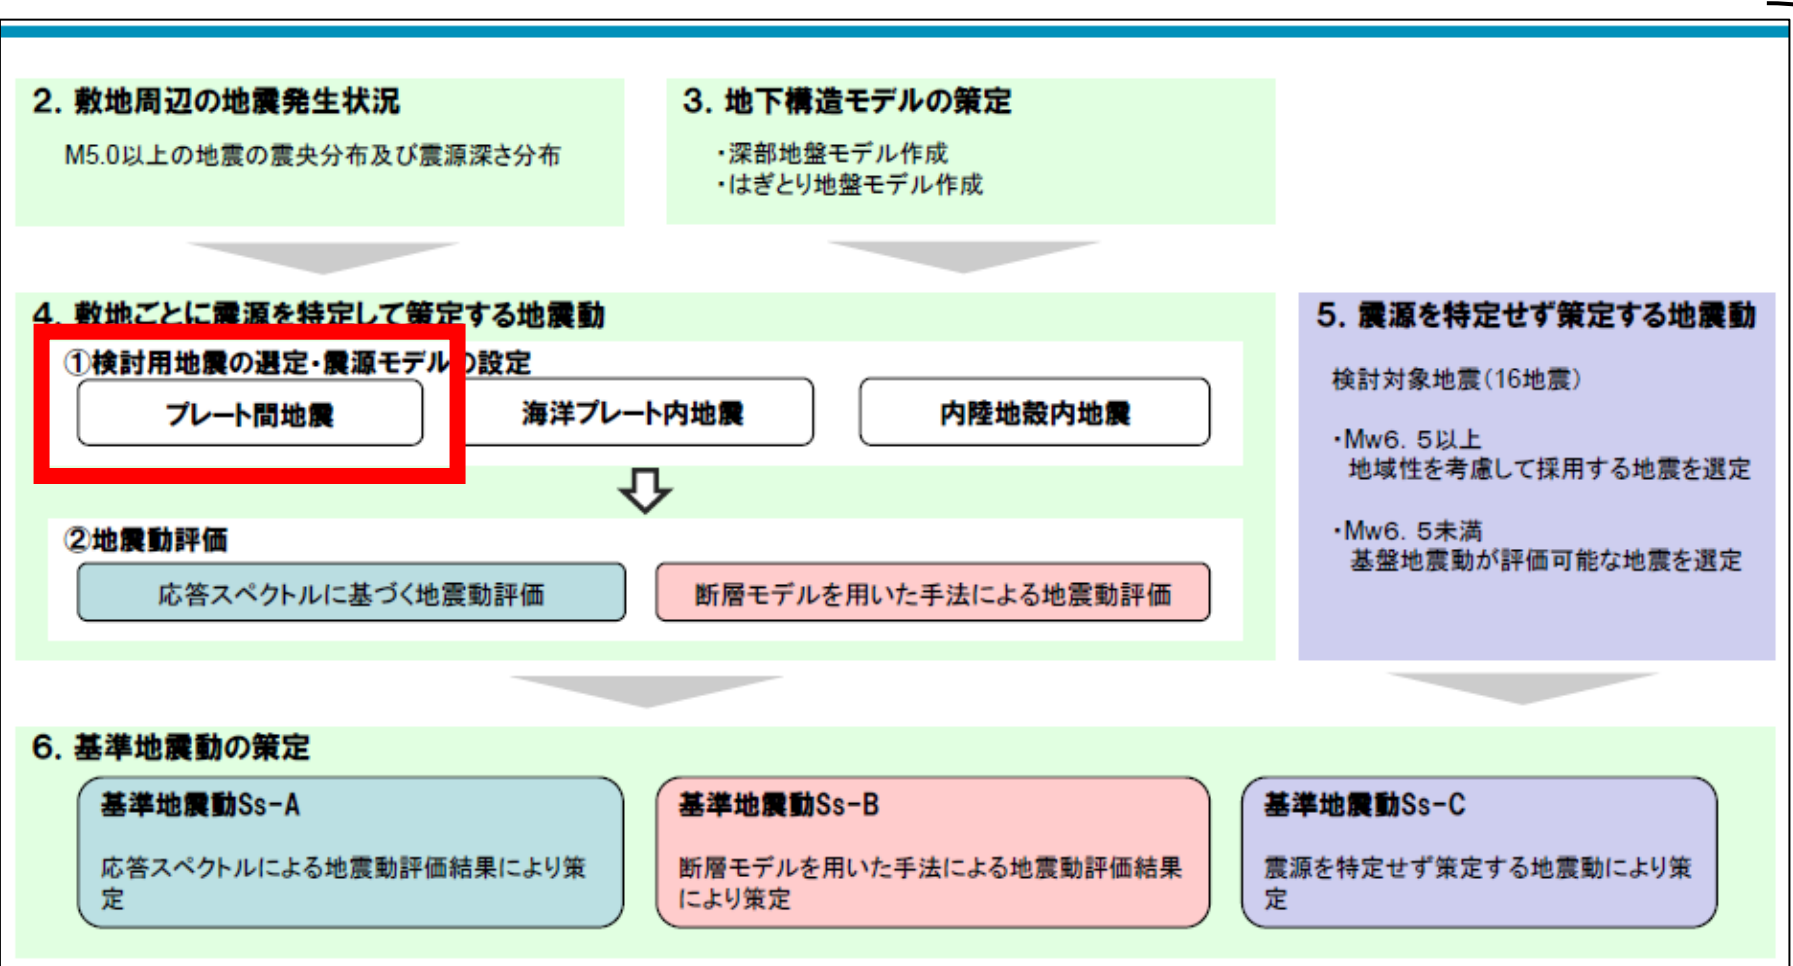 2. 敷地周辺の地震発生状況
M5.0以上の地震の震央分布及び震源深さ分布
3. 地下構造モデルの策定
・深部地盤モデル作成
・はぎとり地盤モデル作成
4. 敷地ごとに震源を特定して策定する地震動
①検討用地震の選定・震源モデルの設定
プレート間地震
海洋プレート内地震
内陸地殻内地震
②地震動評価
応答スペクトルに基づく地震動評価
断層モデルを用いた手法による地震動評価
5. 震源を特定せず策定する地震動
検討対象地震(16地震)
・Mw6. 5以上
地域性を考慮して採用する地震を選定
・Mw6. 5未満
基盤地震動が評価可能な地震を選定
6. 基準地震動の策定
基準地震動Ss-A
応答スペクトルによる地震動評価結果により策
定
基準地震動Ss-B
断層モデルを用いた手法による地震動評価結果
により策定
基準地震動Ss-C
震源を特定せず策定する地震動により策
定